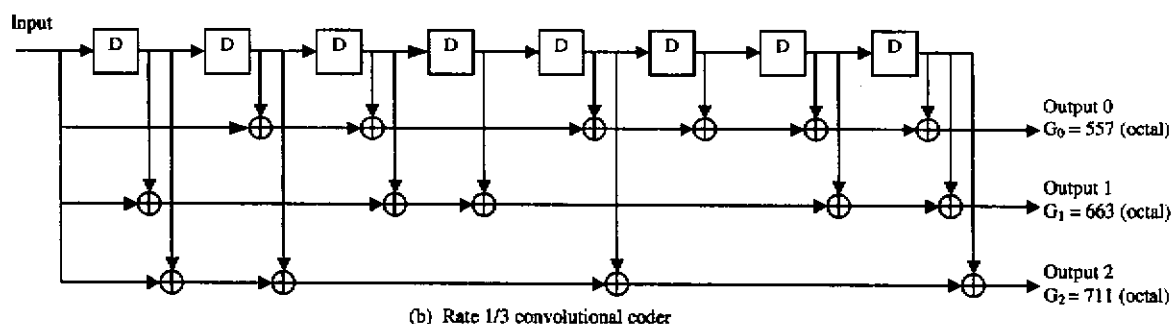 Input
D D D D D D D D
Output 0
G₀ = 557 (octal)
Output 1
G₁ = 663 (octal)
Output 2
G₂ = 711 (octal)
(b) Rate 1/3 convolutional coder